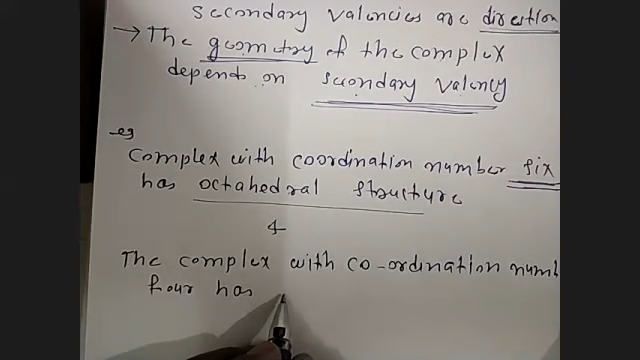 secondary valencies are direction
→ The geometry of the complex
depends on secondary valency
eg
Complex with coordination number six
has octahedral structure
4
The complex with co-ordination numb
four has